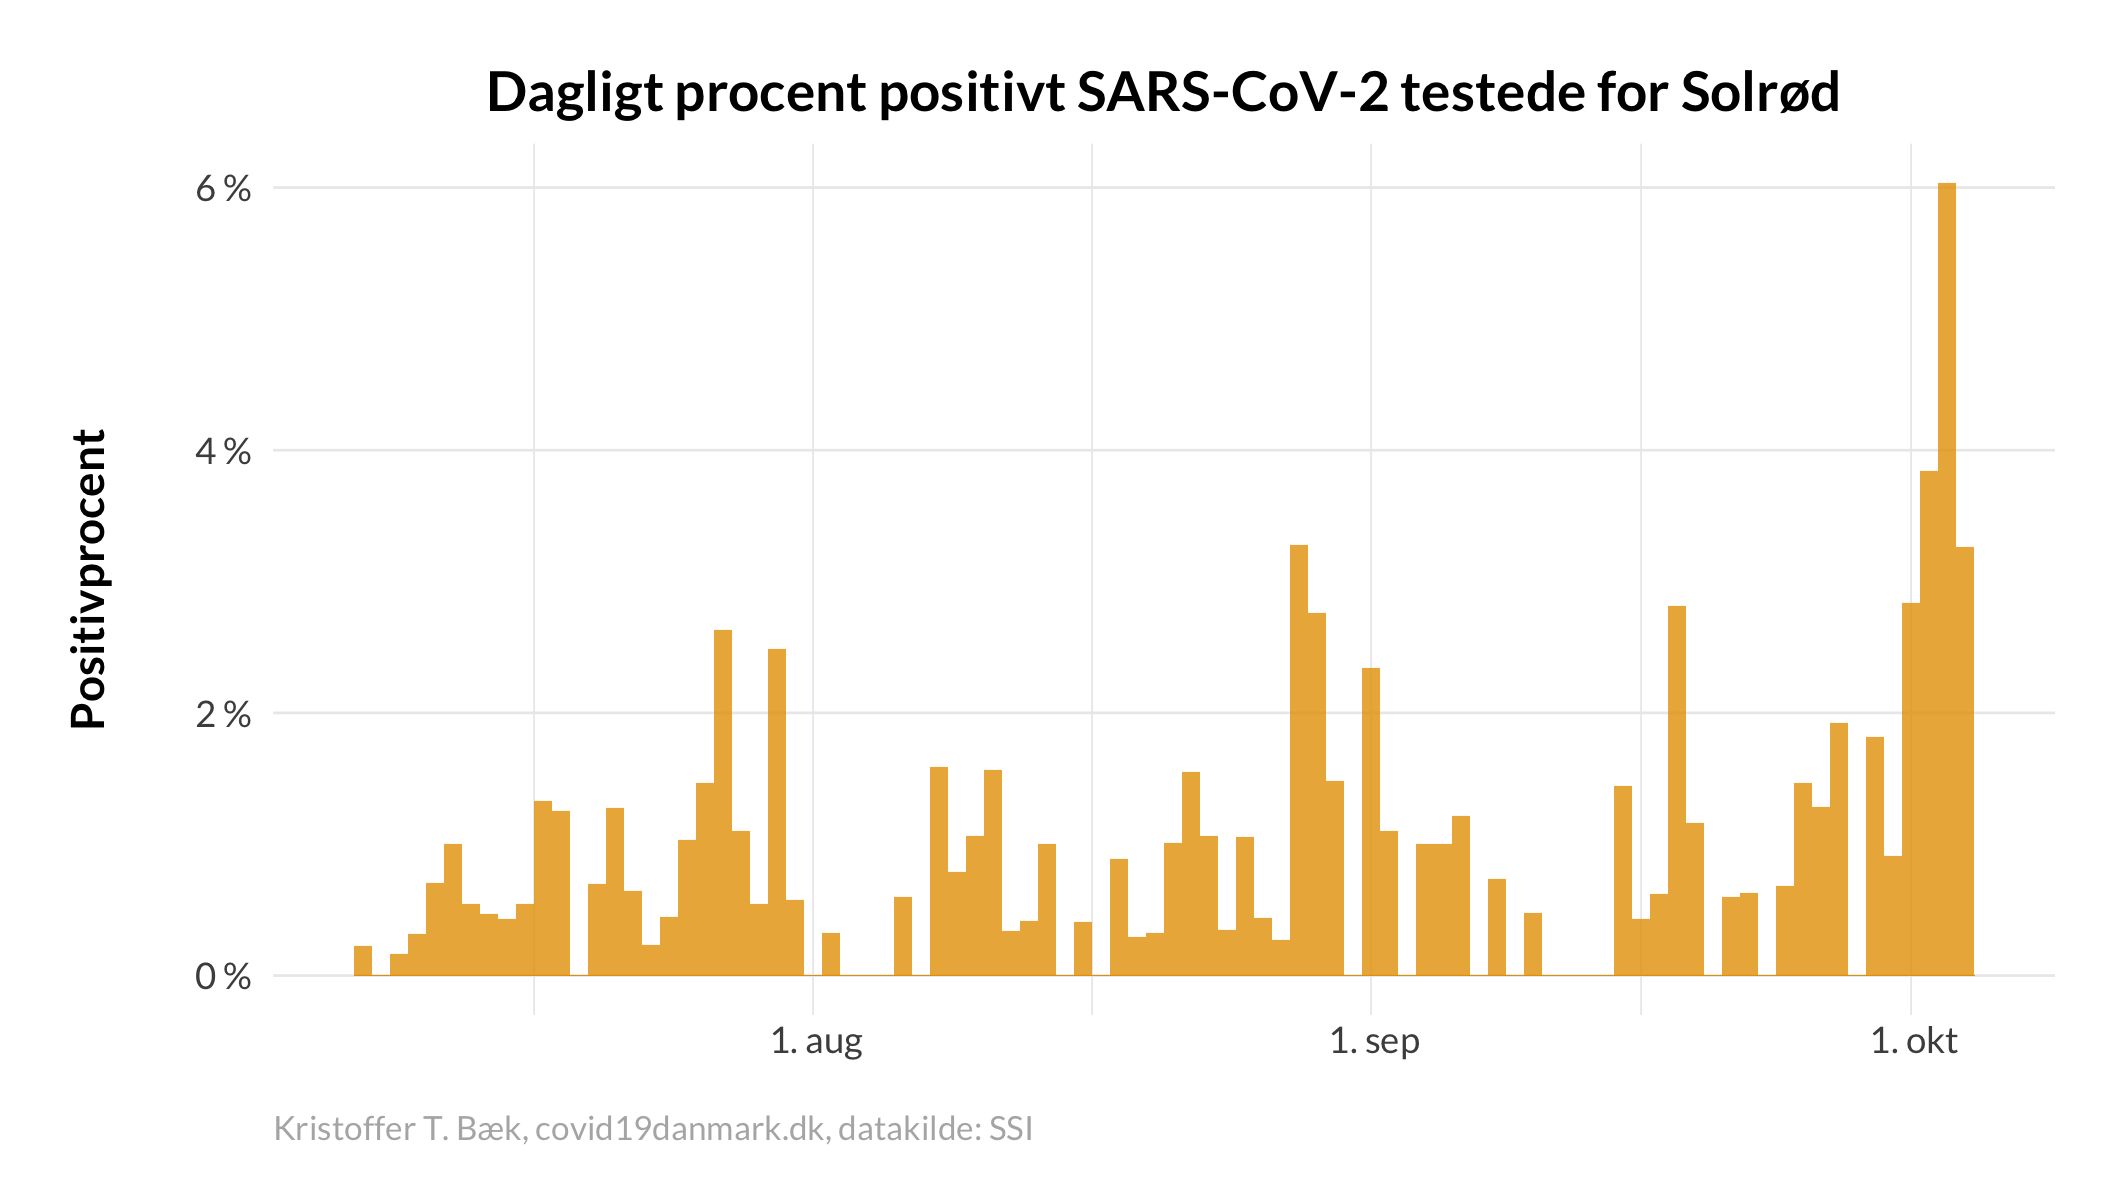 Dagligt procent positivt SARS-CoV-2 testede for Solrød
6 %
4 %
2 %
0 %
Positivprocent
1. aug
1. sep
1. okt
Kristoffer T. Bæk, covid19danmark.dk, datakilde: SSI